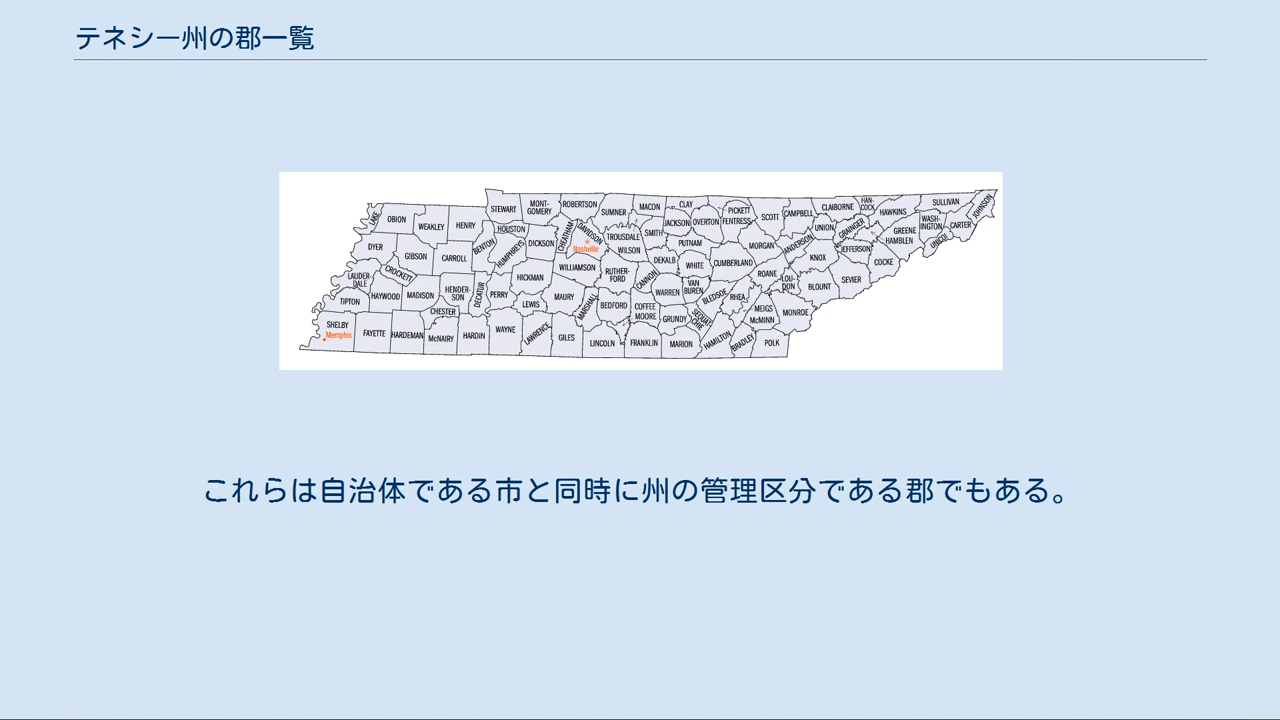 テネシー州の郡一覧
LAKE OBION WEAKLEY HENRY STEWART MONT-GOMERY ROBERTSON SUMNER MACON CLAY PICKETT SCOTT CAMPBELL CLAIBORNE HAN-COCK HAWKINS SULLIVAN JOHNSON
HOUSTON CHEATHAM DAVIDSON TROUSDALE SMITH JACKSON OVERTON FENTRESS UNION GRAINGER GREENE WASH-INGTON CARTER
DYER GIBSON CARROLL BENTON HUMPHREYS DICKSON Nashville WILSON PUTNAM MORGAN ANDERSON KNOX JEFFERSON HAMBLEN UNICOI
CROCKETT WILLIAMSON DEKALB WHITE CUMBERLAND COCKE
LAUDER-DALE HICKMAN RUTHER-FORD CANNON ROANE LOU-DON BLOUNT SEVIER
TIPTON HAYWOOD MADISON HENDER-SON DECATUR PERRY LEWIS MAURY MARSHALL BEDFORD COFFEE WARREN VAN BUREN BLEDSOE RHEA MEIGS MONROE
CHESTER MOORE GRUNDY SEQUAT-CHIE McMINN
SHELBY Memphis FAYETTE HARDEMAN McNAIRY HARDIN WAYNE LAWRENCE GILES LINCOLN FRANKLIN MARION HAMILTON BRADLEY POLK
これらは自治体である市と同時に州の管理区分である郡でもある。